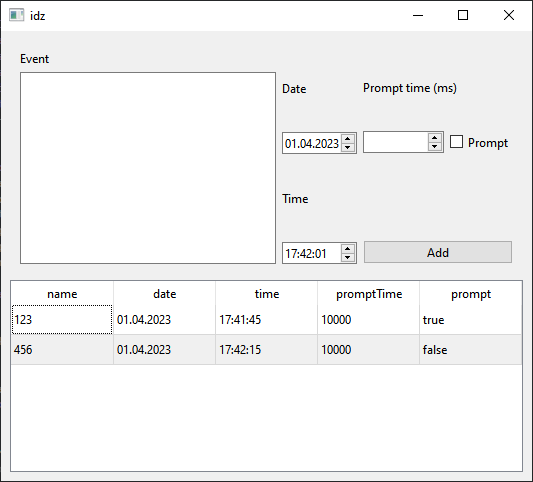 idz
Event
Date
Prompt time (ms)
01.04.2023
Prompt
Time
17:42:01
Add
name date time promptTime prompt
123 01.04.2023 17:41:45 10000 true
456 01.04.2023 17:42:15 10000 false